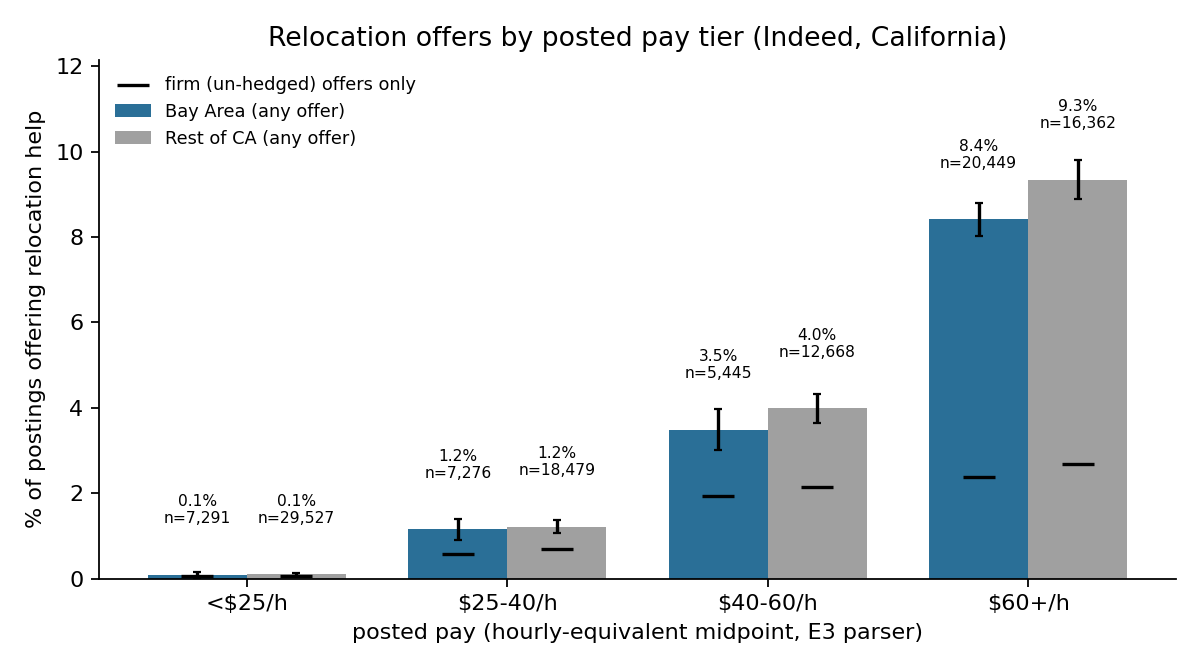 Relocation offers by posted pay tier (Indeed, California)
% of postings offering relocation help
12
10
8
6
4
2
0
firm (un-hedged) offers only
Bay Area (any offer)
Rest of CA (any offer)
0.1%
n=7,291
0.1%
n=29,527
1.2%
n=7,276
1.2%
n=18,479
3.5%
n=5,445
4.0%
n=12,668
8.4%
n=20,449
9.3%
n=16,362
<$25/h
$25-40/h
$40-60/h
$60+/h
posted pay (hourly-equivalent midpoint, E3 parser)